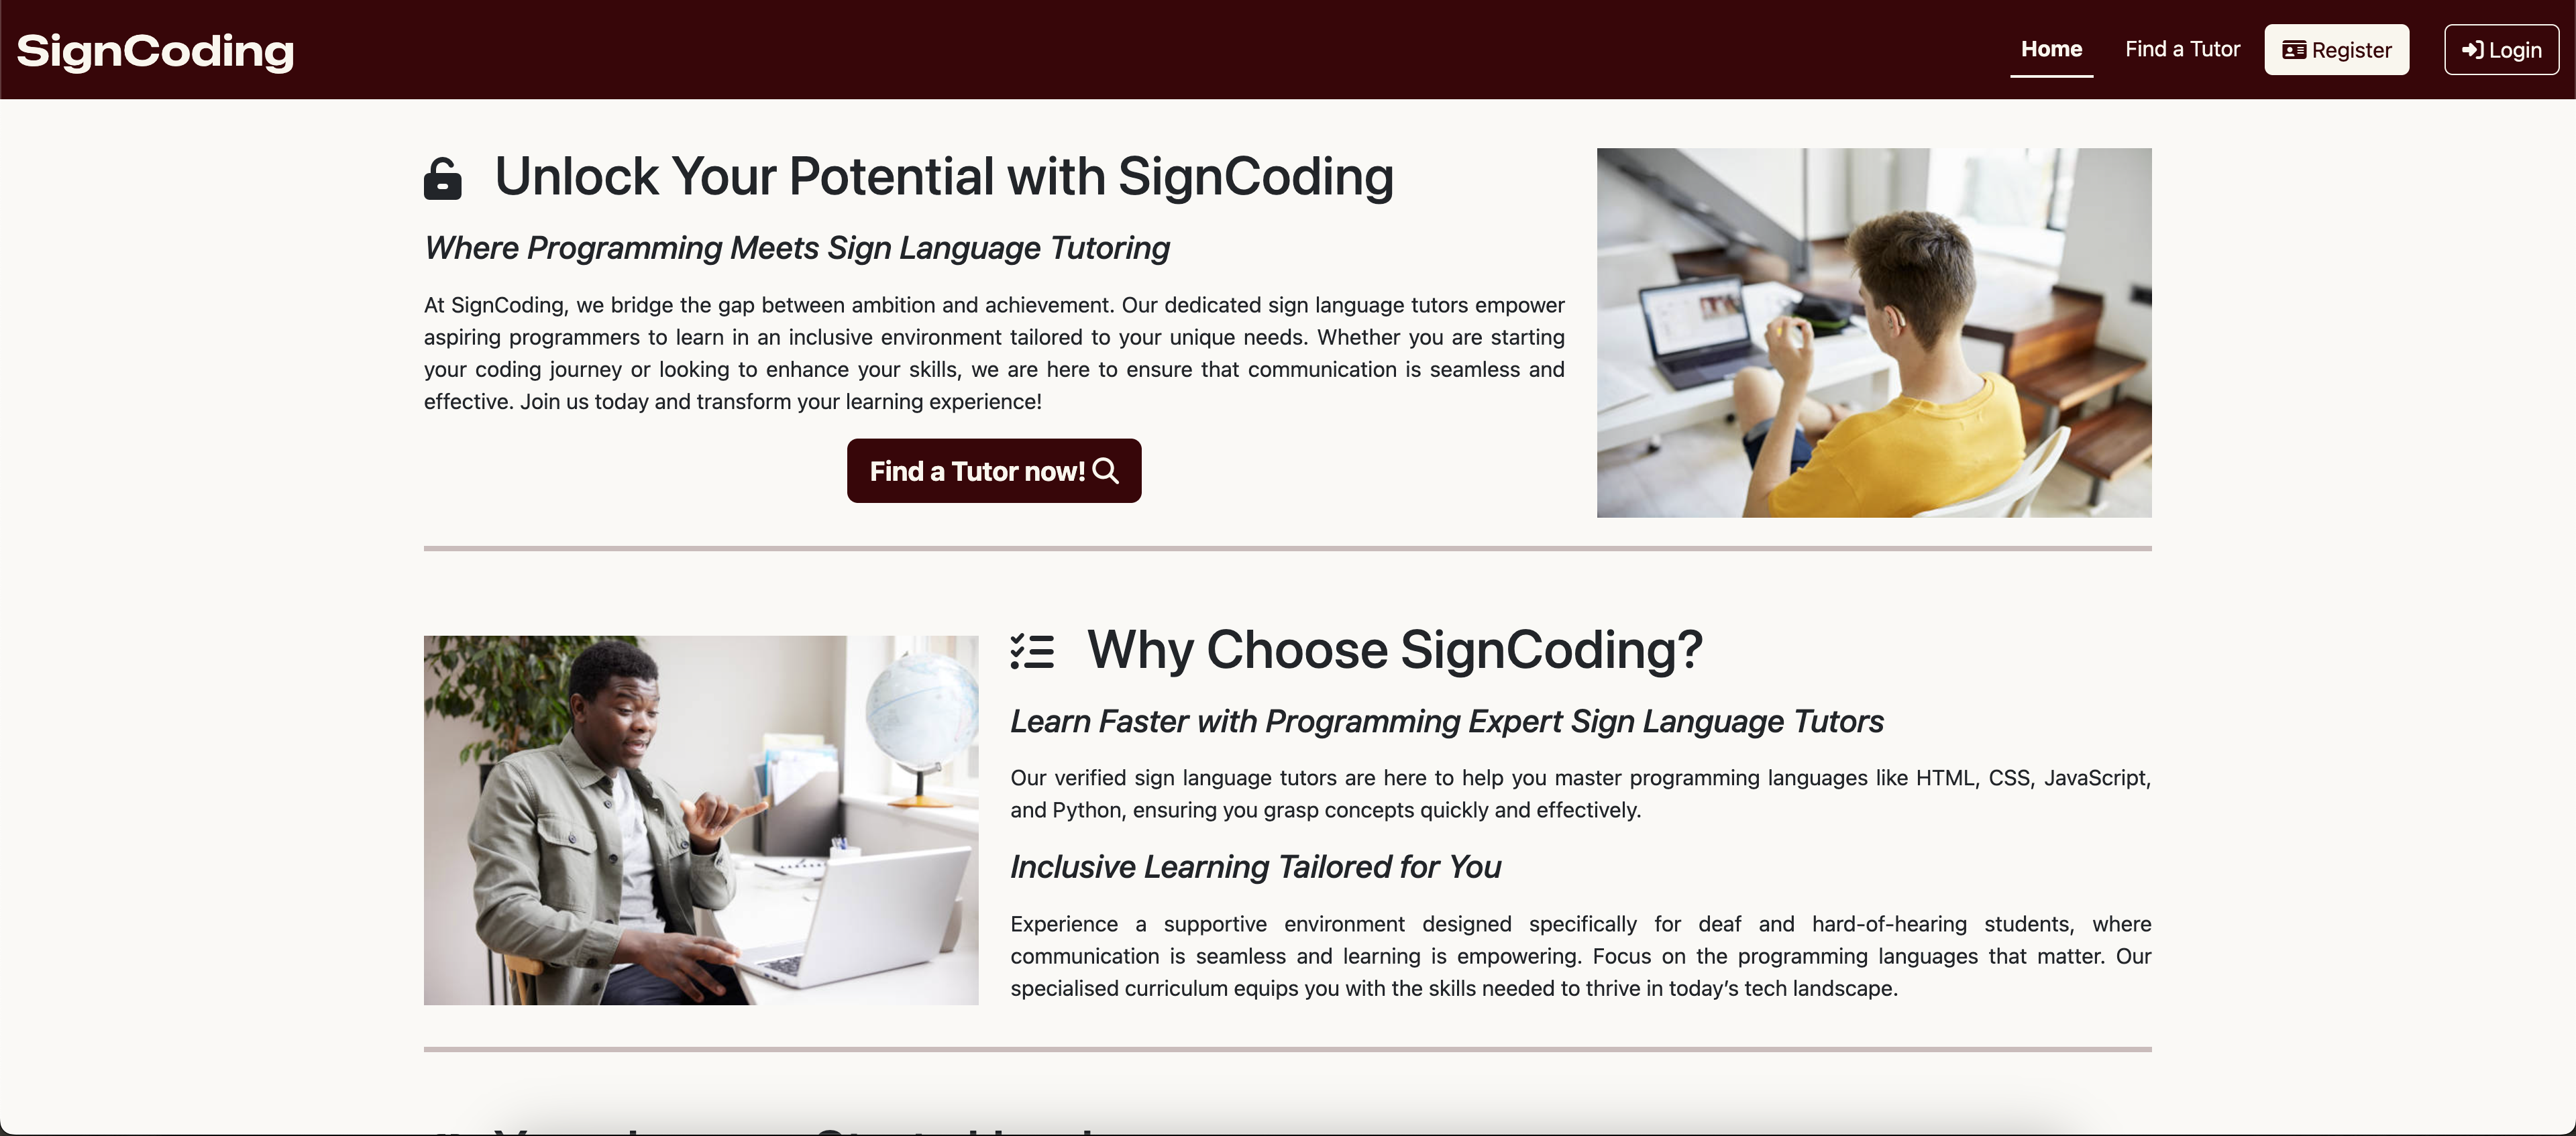 SignCoding
Home
Find a Tutor
Register
Login
Unlock Your Potential with SignCoding
Where Programming Meets Sign Language Tutoring
At SignCoding, we bridge the gap between ambition and achievement. Our dedicated sign language tutors empower
aspiring programmers to learn in an inclusive environment tailored to your unique needs. Whether you are starting
your coding journey or looking to enhance your skills, we are here to ensure that communication is seamless and
effective. Join us today and transform your learning experience!
Find a Tutor now!
Why Choose SignCoding?
Learn Faster with Programming Expert Sign Language Tutors
Our verified sign language tutors are here to help you master programming languages like HTML, CSS, JavaScript,
and Python, ensuring you grasp concepts quickly and effectively.
Inclusive Learning Tailored for You
Experience a supportive environment designed specifically for deaf and hard-of-hearing students, where
communication is seamless and learning is empowering. Focus on the programming languages that matter. Our
specialised curriculum equips you with the skills needed to thrive in today’s tech landscape.